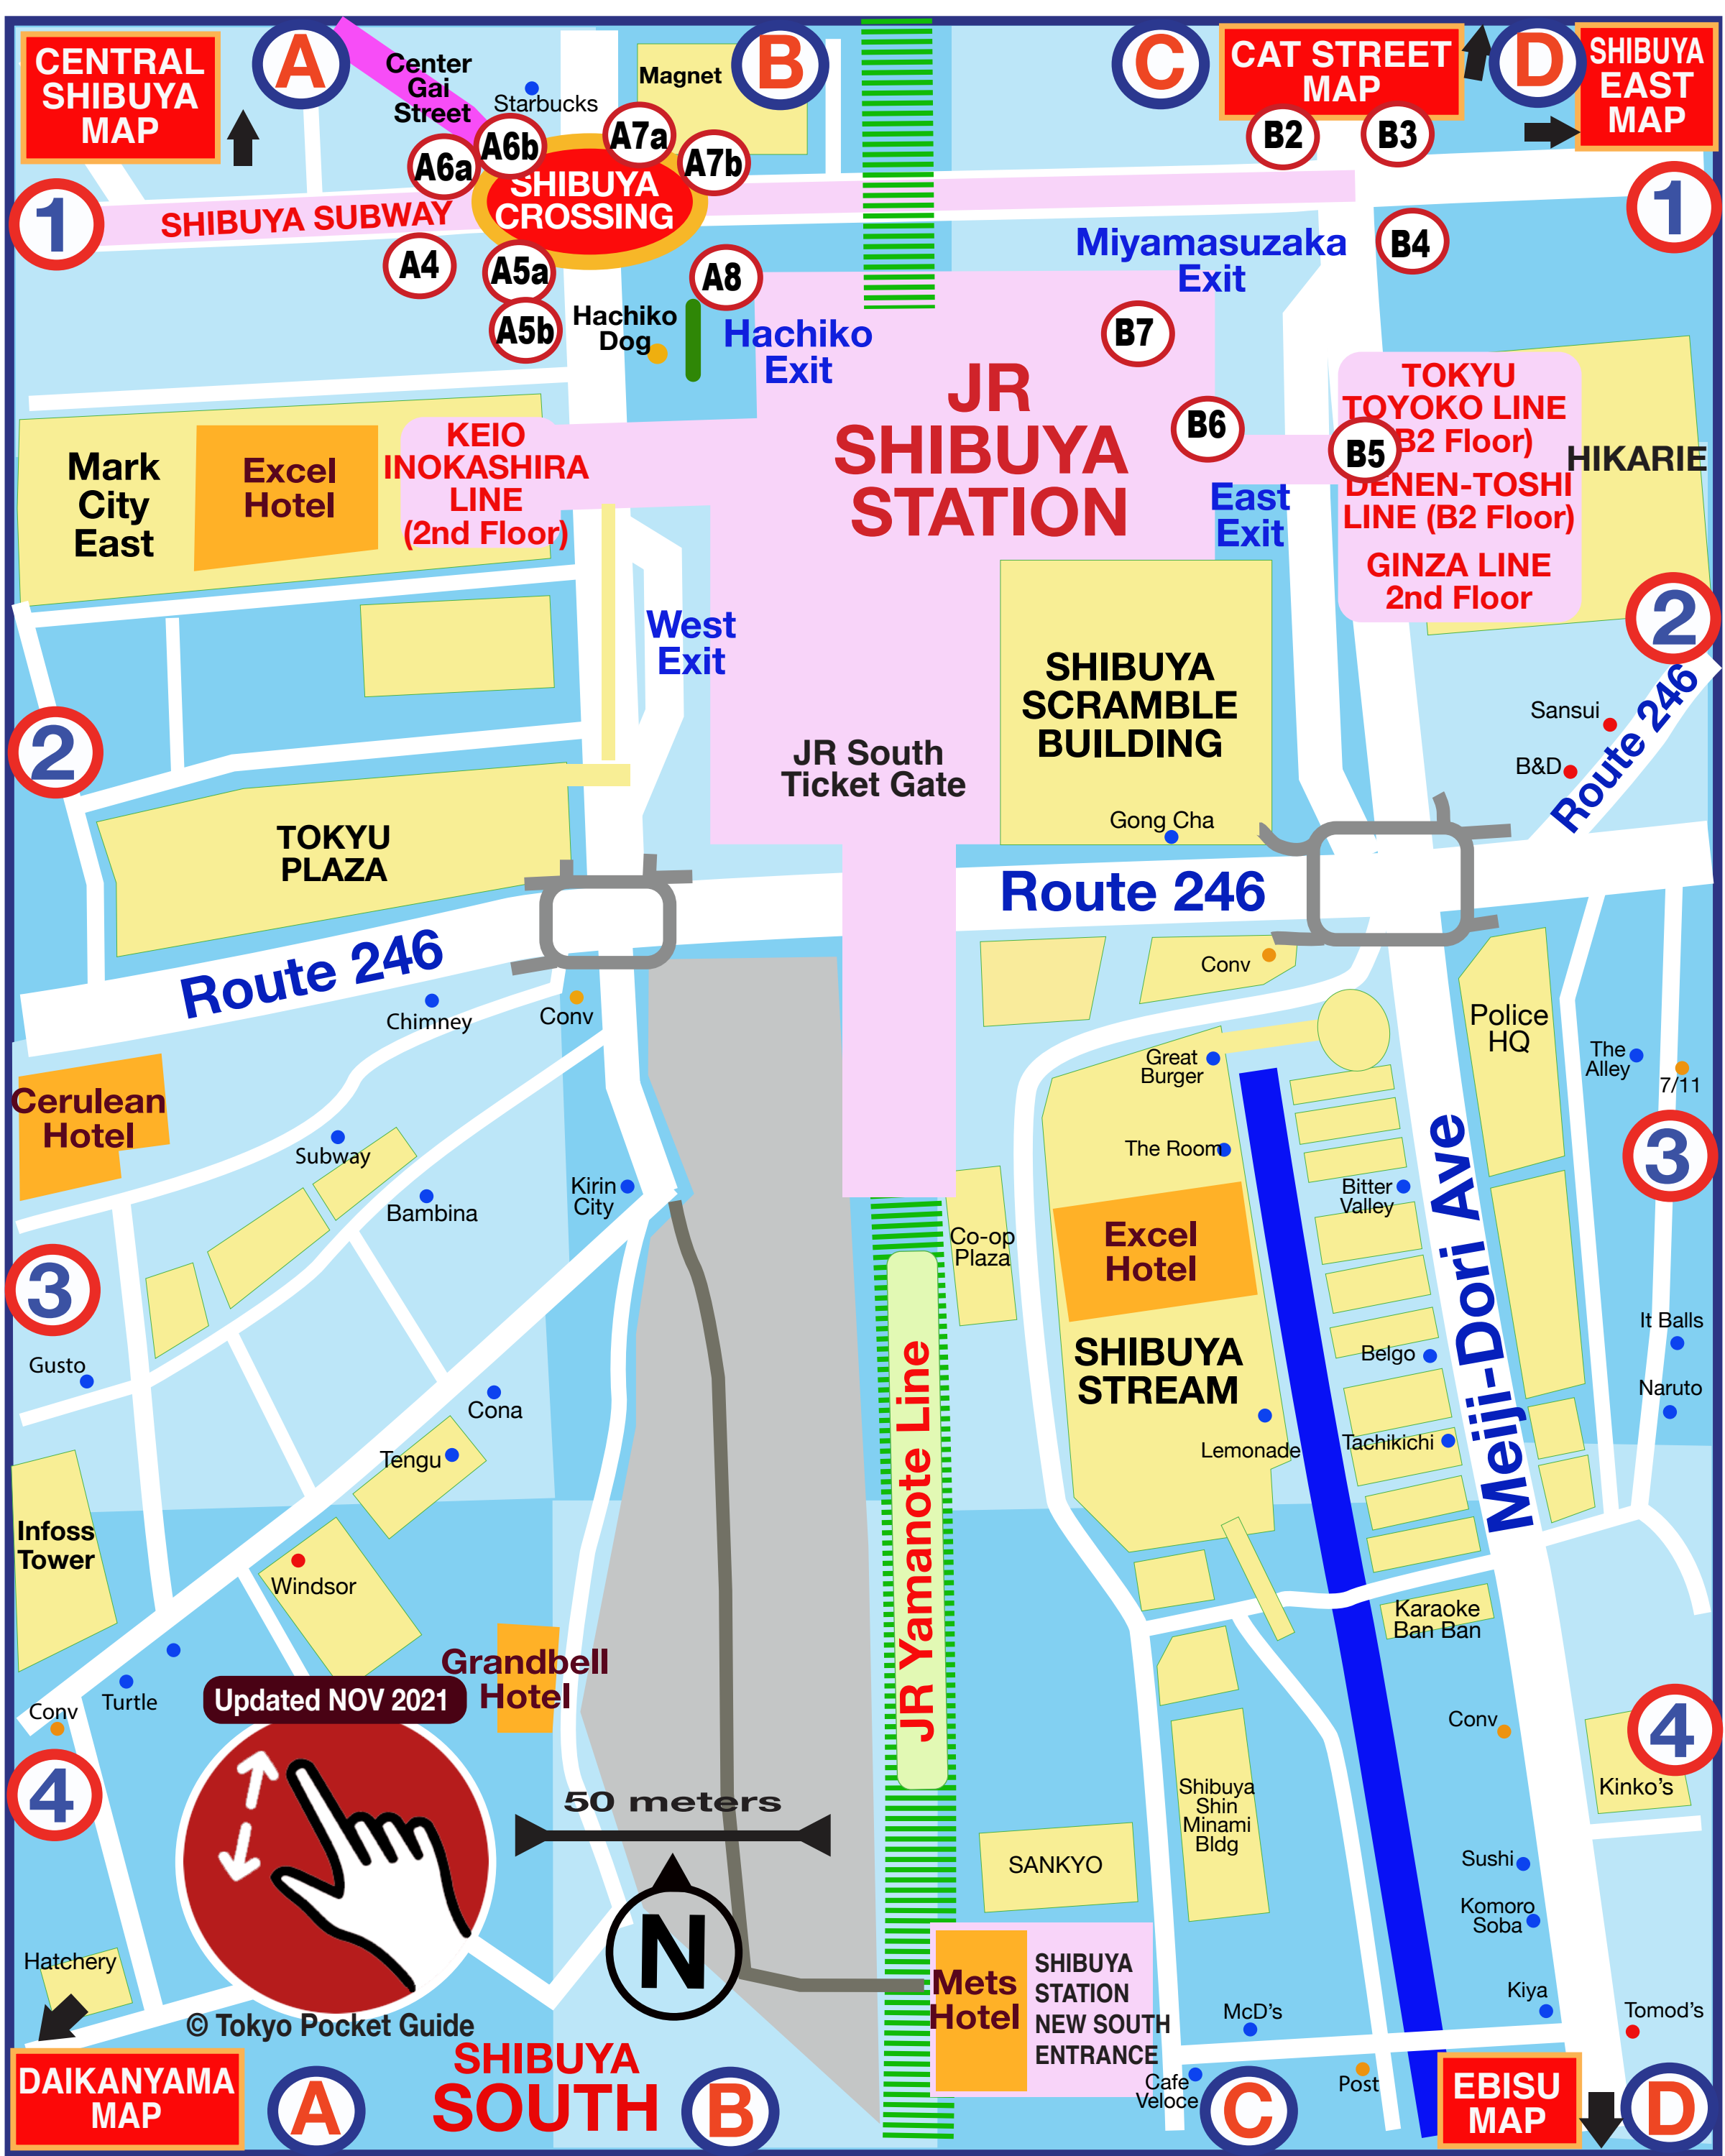 CENTRAL
SHIBUYA
MAP
A
Center
Gai
Street
Starbucks
Magnet
B
C
CAT STREET
MAP
D
SHIBUYA
EAST
MAP
A6a
A6b
A7a
A7b
B2
B3
1
SHIBUYA SUBWAY
SHIBUYA
CROSSING
1
A4
A5a
A5b
A8
Hachiko
Dog
Hachiko
Exit
Miyamasuzaka
Exit
B4
B7
JR
SHIBUYA
STATION
B6
B5
TOKYU
TOYOKO LINE
B2 Floor)
DENEN-TOSHI
LINE (B2 Floor)
GINZA LINE
2nd Floor
HIKARIE
East
Exit
Mark
City
East
Excel
Hotel
KEIO
INOKASHIRA
LINE
(2nd Floor)
West
Exit
2
2
SHIBUYA
SCRAMBLE
BUILDING
JR South
Ticket Gate
Gong Cha
Sansui
B&D
Route 246
TOKYU
PLAZA
Route 246
Route 246
Chimney
Conv
Conv
Police
HQ
The
Alley
7/11
Cerulean
Hotel
Great
Burger
The Room
Subway
Bambina
Kirin
City
Bitter
Valley
Meiji-Dori Ave
3
3
Co-op
Plaza
Excel
Hotel
SHIBUYA
STREAM
Belgo
It Balls
Naruto
Gusto
Cona
Tengu
Lemonade
Tachikichi
JR Yamanote Line
Infoss
Tower
Windsor
Karaoke
Ban Ban
Grandbell
Hotel
Turtle
Conv
Updated NOV 2021
Conv
4
4
Kinko's
50 meters
Shibuya
Shin
Minami
Bldg
SANKYO
Sushi
Komoro
Soba
N
Hatchery
Mets
Hotel
SHIBUYA
STATION
NEW SOUTH
ENTRANCE
McD's
Kiya
Tomod's
© Tokyo Pocket Guide
SHIBUYA
SOUTH
Cafe
Veloce
Post
DAIKANYAMA
MAP
A
B
C
EBISU
MAP
D